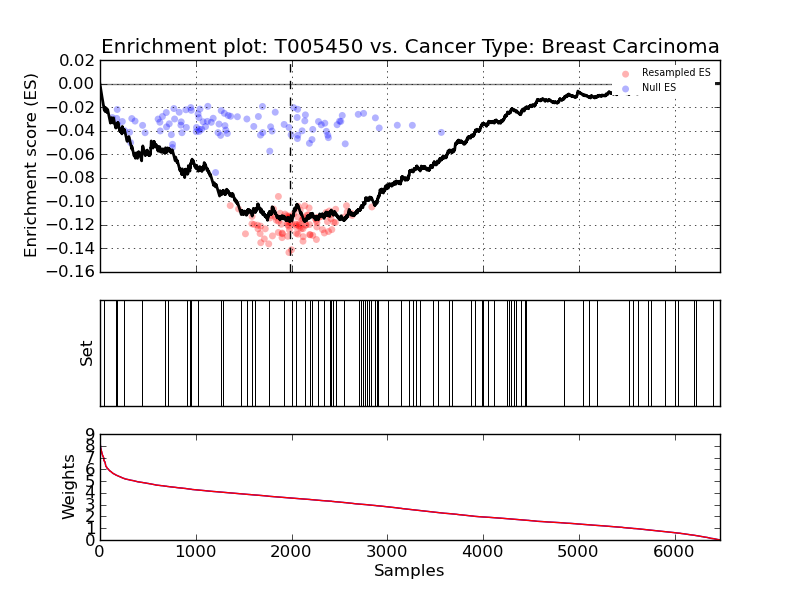 Enrichment plot: T005450 vs. Cancer Type: Breast Carcinoma
Enrichment score (ES)
0.02
0.00
−0.02
−0.04
−0.06
−0.08
−0.10
−0.12
−0.14
−0.16
Resampled ES
Null ES
Set
Weights
9
8
7
6
5
4
3
2
1
0
0 1000 2000 3000 4000 5000 6000
Samples